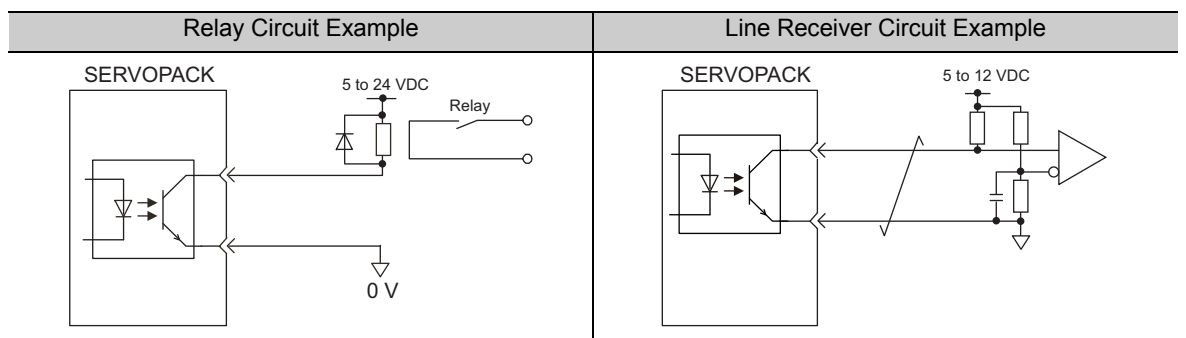 Relay Circuit Example
Line Receiver Circuit Example
SERVOPACK
5 to 24 VDC
Relay
0 V
SERVOPACK
5 to 12 VDC